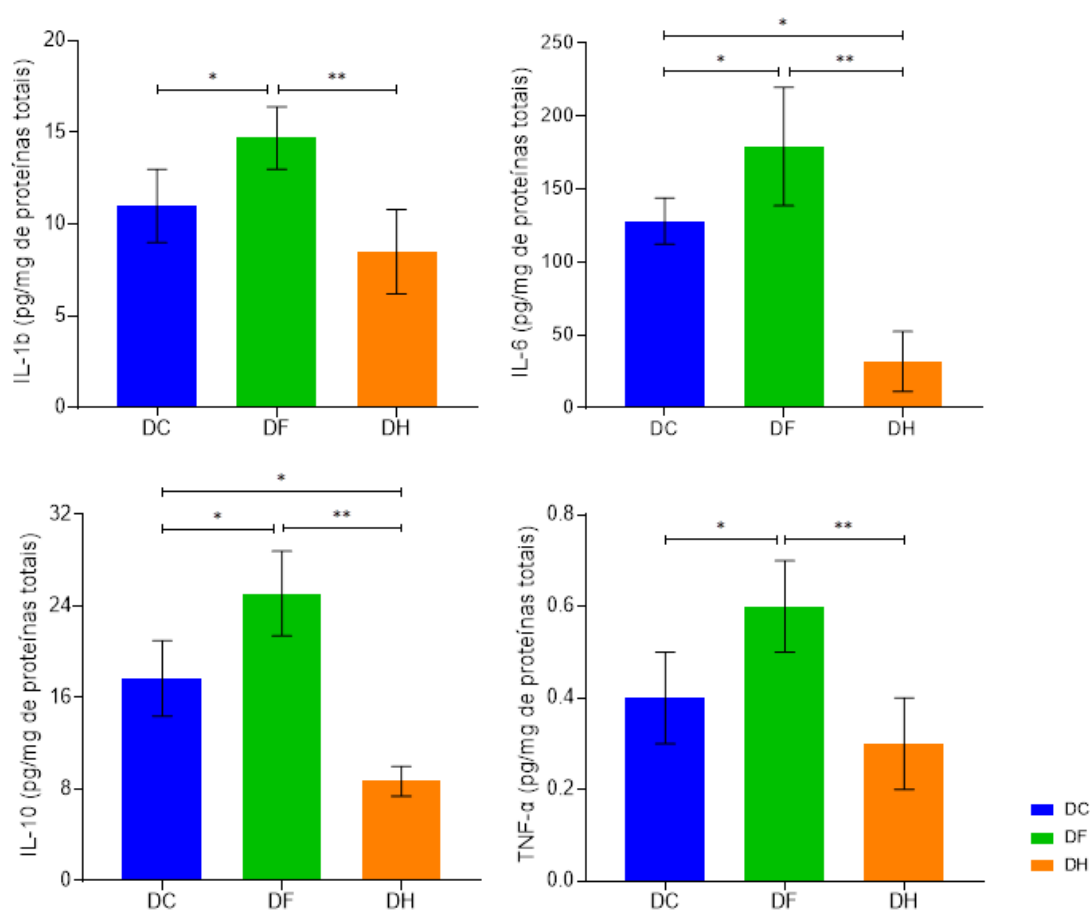 *
*
**
20
15
10
5
0
IL-1b (pg/mg de proteínas totais)
DC DF DH
*
*
**
250
200
150
100
50
0
IL-6 (pg/mg de proteínas totais)
DC DF DH
*
*
**
32
24
16
8
0
IL-10 (pg/mg de proteínas totais)
DC DF DH
*
**
0.8
0.6
0.4
0.2
0.0
TNF-α (pg/mg de proteínas totais)
DC DF DH
DC
DF
DH